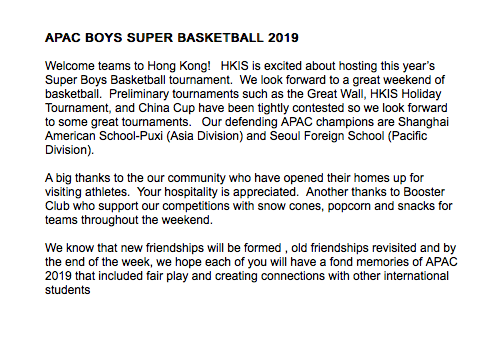 APAC BOYS SUPER BASKETBALL 2019
Welcome teams to Hong Kong!   HKIS is excited about hosting this year's
Super Boys Basketball tournament.  We look forward to a great weekend of
basketball.  Preliminary tournaments such as the Great Wall, HKIS Holiday
Tournament, and China Cup have been tightly contested so we look forward
to some great tournaments.   Our defending APAC champions are Shanghai
American School-Puxi (Asia Division) and Seoul Foreign School (Pacific
Division).
A big thanks to the our community who have opened their homes up for
visiting athletes.  Your hospitality is appreciated.  Another thanks to Booster
Club who support our competitions with snow cones, popcorn and snacks for
teams throughout the weekend.
We know that new friendships will be formed , old friendships revisited and by
the end of the week, we hope each of you will have a fond memories of APAC
2019 that included fair play and creating connections with other international
students